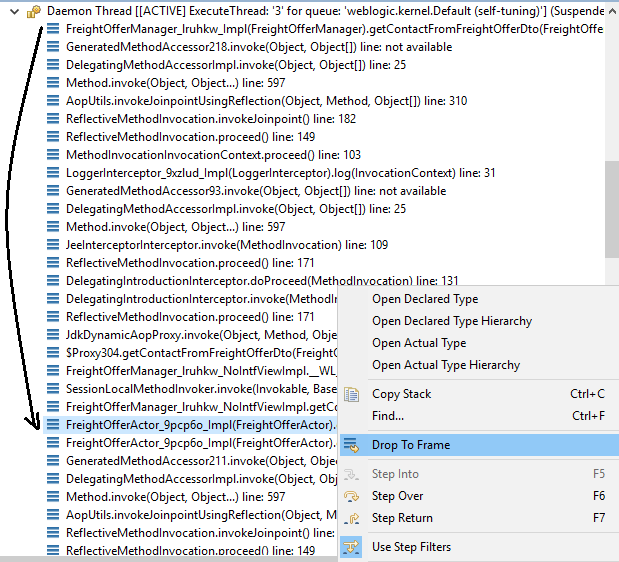 Daemon Thread [[ACTIVE] ExecuteThread: '3' for queue: 'weblogic.kernel.Default (self-tuning)'] (Suspende
FreightOfferManager_lruhkw_Impl(FreightOfferManager).getContactFromFreightOfferDto(FreightOffe
GeneratedMethodAccessor218.invoke(Object, Object[]) line: not available
DelegatingMethodAccessorImpl.invoke(Object, Object[]) line: 25
Method.invoke(Object, Object...) line: 597
AopUtils.invokeJoinpointUsingReflection(Object, Method, Object[]) line: 310
ReflectiveMethodInvocation.invokeJoinpoint() line: 182
ReflectiveMethodInvocation.proceed() line: 149
MethodInvocationInvocationContext.proceed() line: 103
LoggerInterceptor_9xzlud_Impl(LoggerInterceptor).log(InvocationContext) line: 31
GeneratedMethodAccessor93.invoke(Object, Object[]) line: not available
DelegatingMethodAccessorImpl.invoke(Object, Object[]) line: 25
Method.invoke(Object, Object...) line: 597
JeeInterceptorInterceptor.invoke(MethodInvocation) line: 109
ReflectiveMethodInvocation.proceed() line: 171
DelegatingIntroductionInterceptor.doProceed(MethodInvocation) line: 131
DelegatingIntroductionInterceptor.invoke(MethodIn
ReflectiveMethodInvocation.proceed() line: 171
JdkDynamicAopProxy.invoke(Object, Method, Obje
$Proxy304.getContactFromFreightOfferDto(FreightO
FreightOfferManager_lruhkw_NoIntfViewImpl.__WL_
SessionLocalMethodInvoker.invoke(Invokable, Base
FreightOfferManager_lruhkw_NoIntfViewImpl.getCo
FreightOfferActor_9pcp6o_Impl(FreightOfferActor).
FreightOfferActor_9pcp6o_Impl(FreightOfferActor).
GeneratedMethodAccessor211.invoke(Object, Objec
DelegatingMethodAccessorImpl.invoke(Object, Obje
Method.invoke(Object, Object...) line: 597
AopUtils.invokeJoinpointUsingReflection(Object, M
ReflectiveMethodInvocation.invokeJoinpoint() line:
ReflectiveMethodInvocation.proceed() line: 149
Open Declared Type
Open Declared Type Hierarchy
Open Actual Type
Open Actual Type Hierarchy
Copy Stack Ctrl+C
Find... Ctrl+F
Drop To Frame
Step Into F5
Step Over F6
Step Return F7
Use Step Filters